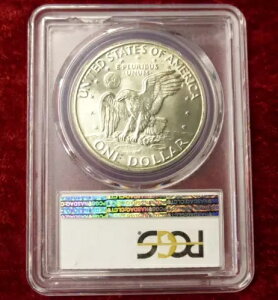 UNITED STATES OF AMERICA
E·PLURIBUS
UNUM
ONE DOLLAR
PCGS